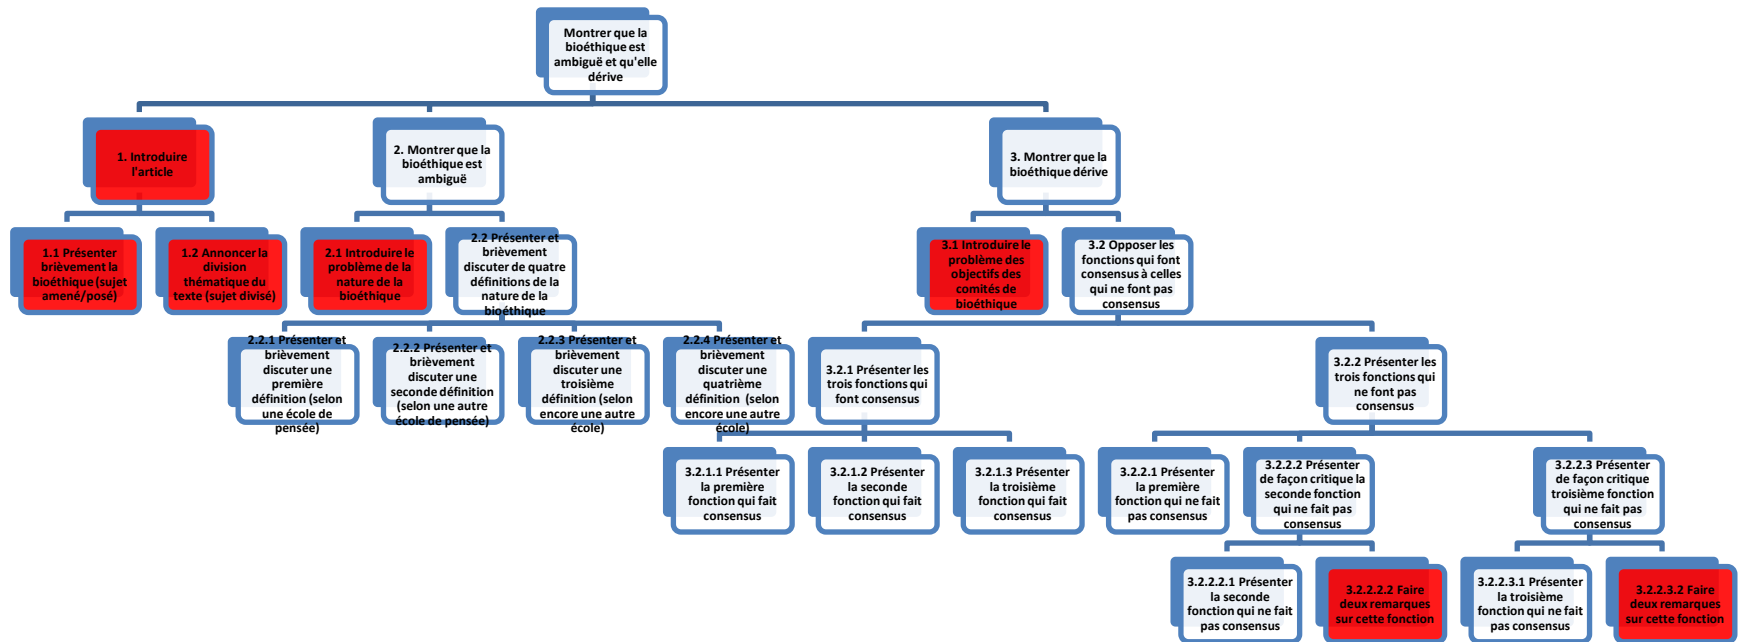 Montrer que la
bioéthique est
ambiguë et qu'elle
dérive
1. Introduire
l'article
2. Montrer que la
bioéthique est
ambiguë
3. Montrer que la
bioéthique dérive
1.1 Présenter
brièvement la
bioéthique (sujet
amené/posé)
1.2 Annoncer la
division
thématique du
texte (sujet divisé)
2.1 Introduire le
problème de la
nature de la
bioéthique
2.2 Présenter et
brièvement
discuter de quatre
définitions de la
nature de la
bioéthique
3.1 Introduire le
problème des
objectifs des
comités de
bioéthique
3.2 Opposer les
fonctions qui font
consensus à celles
qui ne font pas
consensus
2.2.1 Présenter et
brièvement
discuter une
première
définition (selon
une école de
pensée)
2.2.2 Présenter et
brièvement
discuter une
seconde définition
(selon une autre
école de pensée)
2.2.3 Présenter et
brièvement
discuter une
troisième
définition (selon
encore une autre
école)
2.2.4 Présenter et
brièvement
discuter une
quatrième
définition (selon
encore une autre
école)
3.2.1 Présenter les
trois fonctions qui
font consensus
3.2.2 Présenter les
trois fonctions qui
ne font pas
consensus
3.2.1.1 Présenter
la première
fonction qui fait
consensus
3.2.1.2 Présenter
la seconde
fonction qui fait
consensus
3.2.1.3 Présenter
la troisième
fonction qui fait
consensus
3.2.2.1 Présenter
la première
fonction qui ne fait
pas consensus
3.2.2.2 Présenter
de façon critique la
seconde fonction
qui ne fait pas
consensus
3.2.2.3 Présenter
de façon critique
troisième fonction
qui ne fait pas
consensus
3.2.2.2.1 Présenter
la seconde
fonction qui ne fait
pas consensus
3.2.2.2.2 Faire
deux remarques
sur cette fonction
3.2.2.3.1 Présenter
la troisième
fonction qui ne fait
pas consensus
3.2.2.3.2 Faire
deux remarques
sur cette fonction